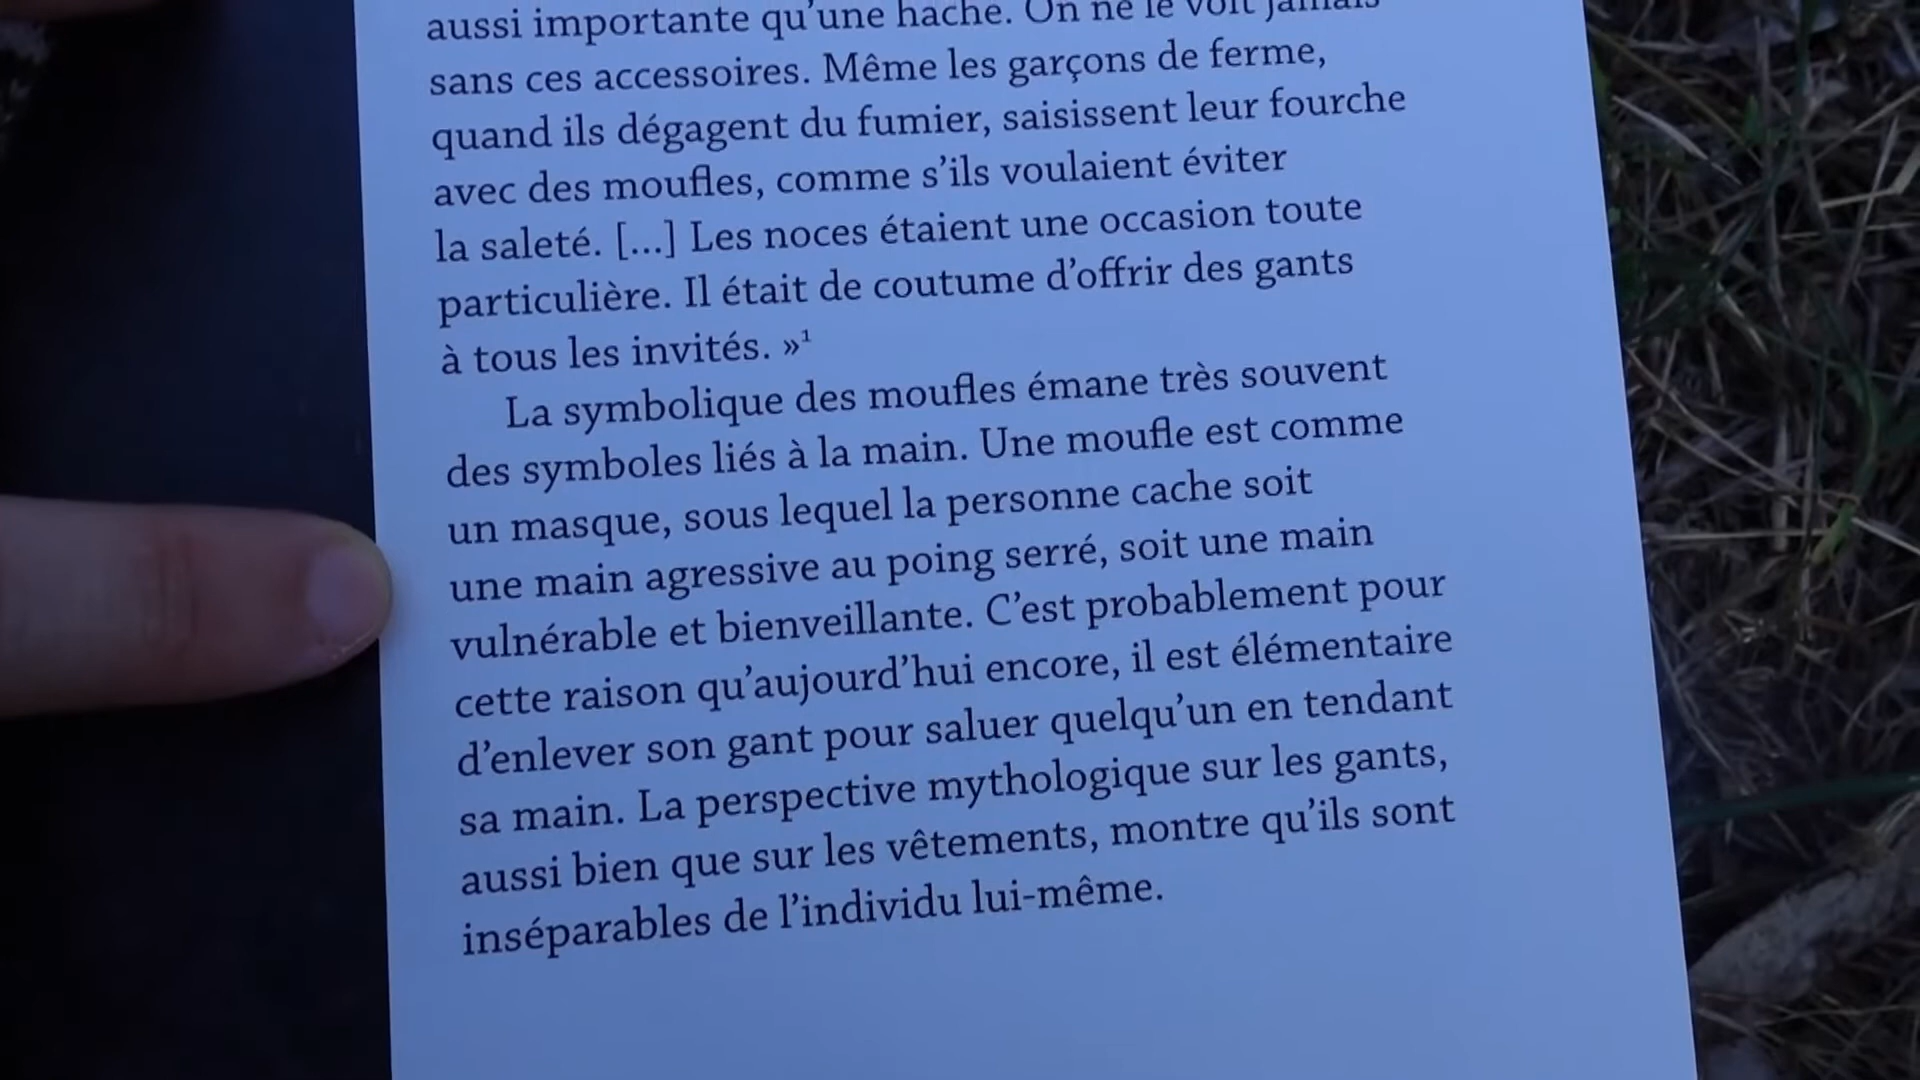 aussi importante qu'une hache. On ne le voit jamais
sans ces accessoires. Même les garçons de ferme,
quand ils dégagent du fumier, saisissent leur fourche
avec des moufles, comme s'ils voulaient éviter
la saleté. [...] Les noces étaient une occasion toute
particulière. Il était de coutume d'offrir des gants
à tous les invités. »¹
La symbolique des moufles émane très souvent
des symboles liés à la main. Une moufle est comme
un masque, sous lequel la personne cache soit
une main agressive au poing serré, soit une main
vulnérable et bienveillante. C'est probablement pour
cette raison qu'aujourd'hui encore, il est élémentaire
d'enlever son gant pour saluer quelqu'un en tendant
sa main. La perspective mythologique sur les gants,
aussi bien que sur les vêtements, montre qu'ils sont
inséparables de l'individu lui-même.